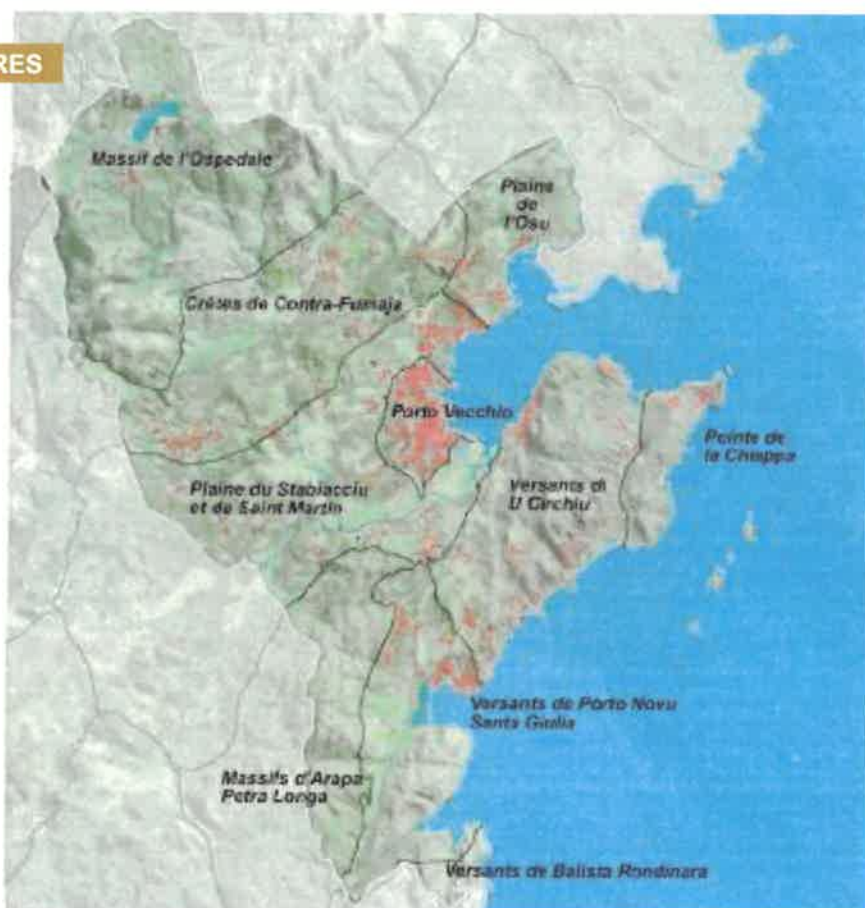 RES
Massif de l'Ospedale
Plaine
de
l'Osu
Crêtes de Contra-Fumaja
Porto Vecchio
Pointe de
la Chiappa
Plaine du Stabiacciu
et de Saint Martin
Versants di
U Circhiu
Versants de Porto Novu
Santa Giulia
Massifs d'Arapa
Petra Longa
Versants de Balista Rondinara